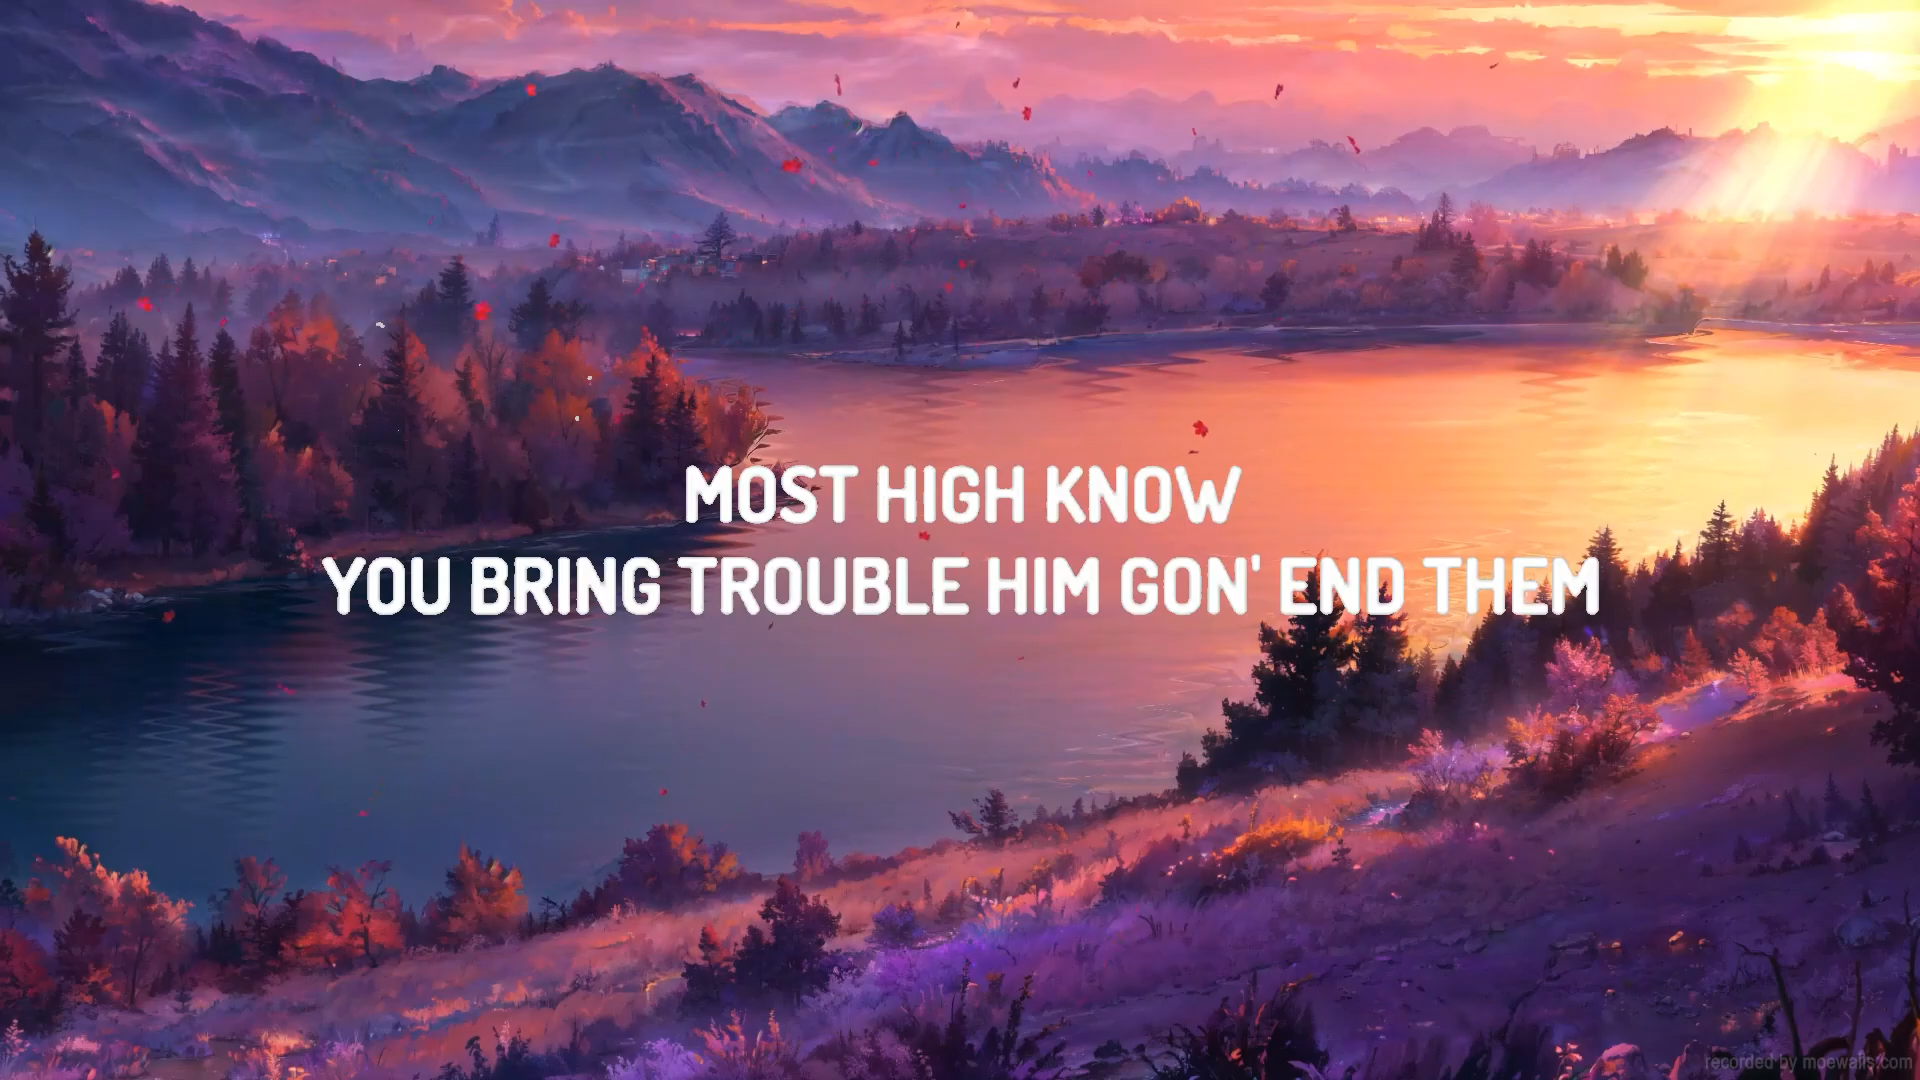 MOST HIGH KNOW
YOU BRING TROUBLE HIM GON' END THEM
recorded by moewalls.com